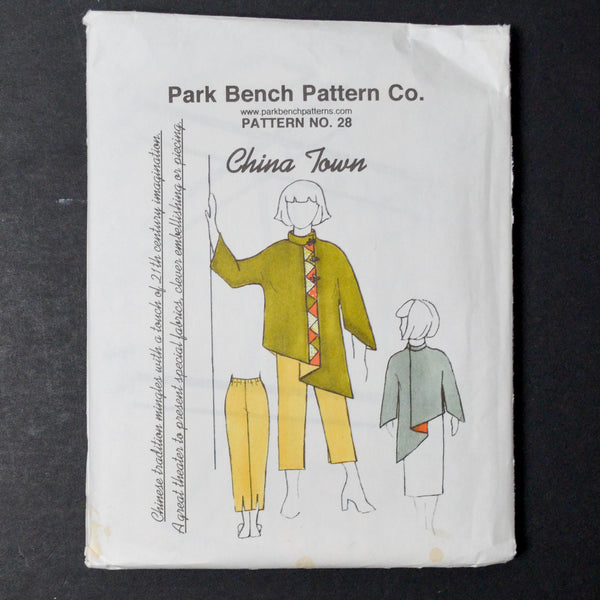 Park Bench Pattern Co.
www.parkbenchpatterns.com
PATTERN NO. 28
China Town
Chinese tradition mingles with a touch of 21th century imagination.
A great theater to present special fabrics, clever embellishing or piecing.